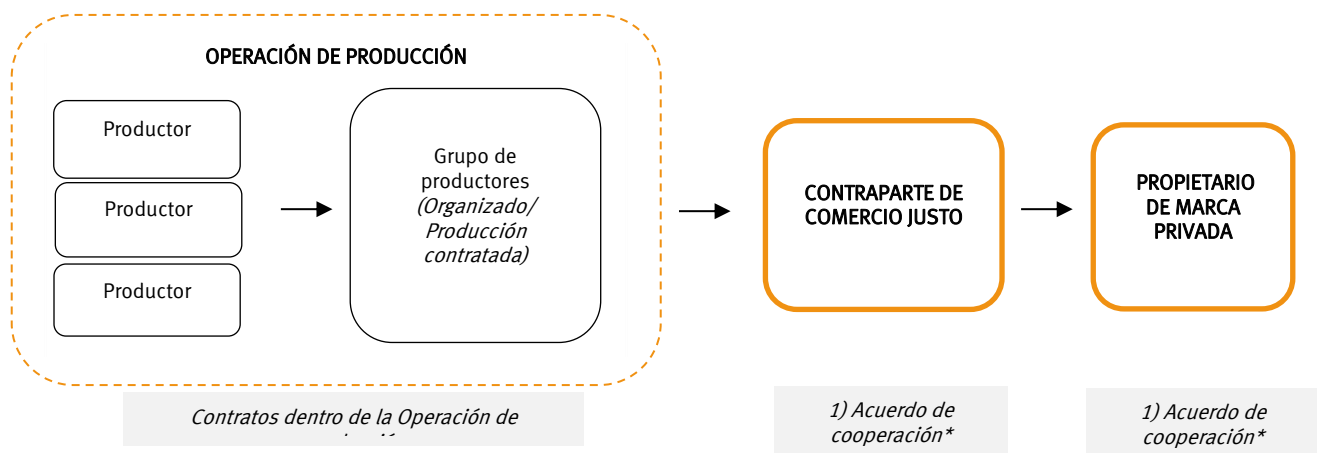 OPERACIÓN DE PRODUCCIÓN
Productor
Productor
Productor
Grupo de
productores
(Organizado/
Producción
contratada)
CONTRAPARTE DE
COMERCIO JUSTO
PROPIETARIO
DE MARCA
PRIVADA
Contratos dentro de la Operación de
1) Acuerdo de
cooperación*
1) Acuerdo de
cooperación*